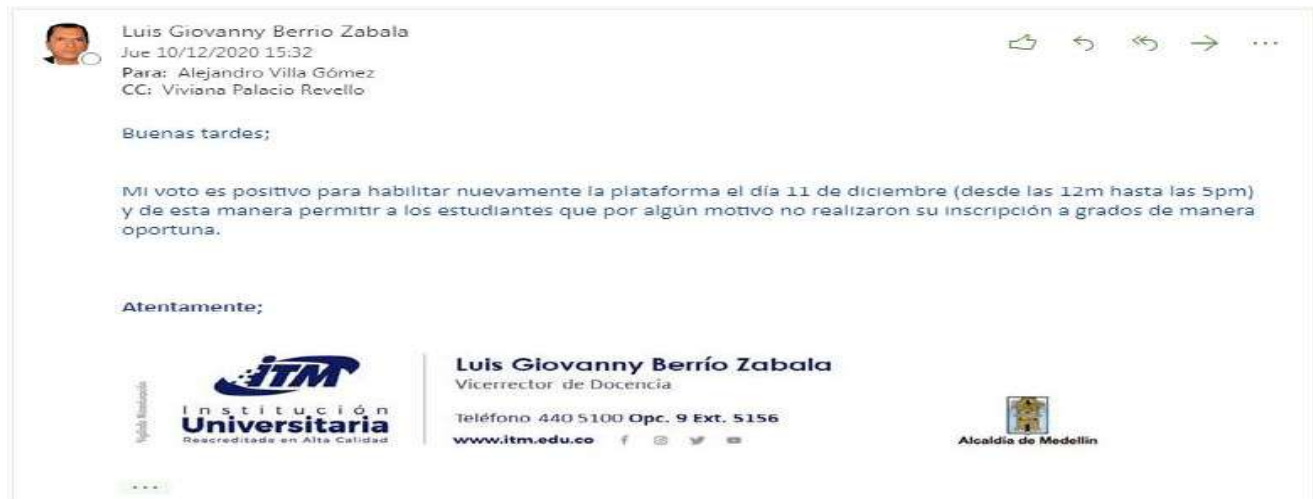 Luis Giovanny Berrio Zabala
Jue 10/12/2020 15:32
Para: Alejandro Villa Gómez
CC: Viviana Palacio Revello
Buenas tardes;
Mi voto es positivo para habilitar nuevamente la plataforma el día 11 de diciembre (desde las 12m hasta las 5pm)
y de esta manera permitir a los estudiantes que por algún motivo no realizaron su inscripción a grados de manera
oportuna.
Atentamente;
ITM
Institución
Universitaria
Reacreditada en Alta Calidad
Luis Giovanny Berrío Zabala
Vicerrector de Docencia
Teléfono 440 5100 Opc. 9 Ext. 5156
www.itm.edu.co
Alcaldía de Medellín